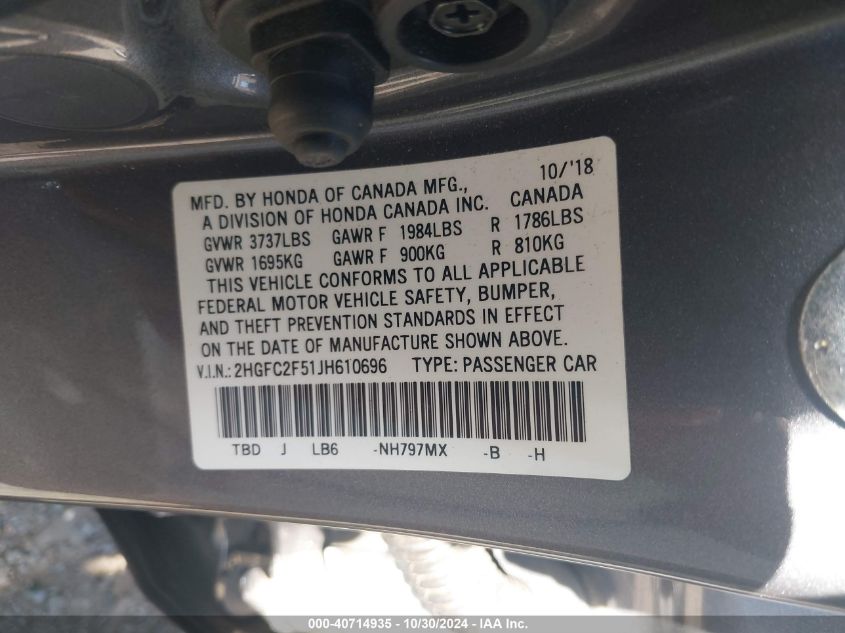 MFD. BY HONDA OF CANADA MFG., 10/'18
A DIVISION OF HONDA CANADA INC. CANADA
GVWR 3737LBS GAWR F 1984LBS R 1786LBS
GVWR 1695KG GAWR F 900KG R 810KG
THIS VEHICLE CONFORMS TO ALL APPLICABLE
FEDERAL MOTOR VEHICLE SAFETY, BUMPER,
AND THEFT PREVENTION STANDARDS IN EFFECT
ON THE DATE OF MANUFACTURE SHOWN ABOVE.
V.I.N.: 2HGFC2F51JH610696 TYPE: PASSENGER CAR
TBD J LB6 -NH797MX -B -H
000-40714935 - 10/30/2024 - IAA Inc.